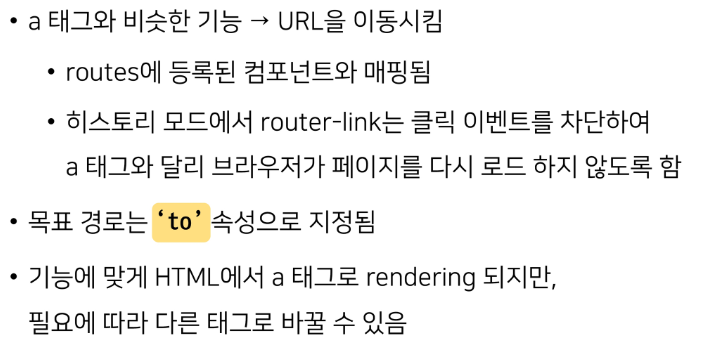 • a 태그와 비슷한 기능 → URL을 이동시킴
• routes에 등록된 컴포넌트와 매핑됨
• 히스토리 모드에서 router-link는 클릭 이벤트를 차단하여
a 태그와 달리 브라우저가 페이지를 다시 로드 하지 않도록 함
• 목표 경로는 ‘to’ 속성으로 지정됨
• 기능에 맞게 HTML에서 a 태그로 rendering 되지만,
필요에 따라 다른 태그로 바꿀 수 있음